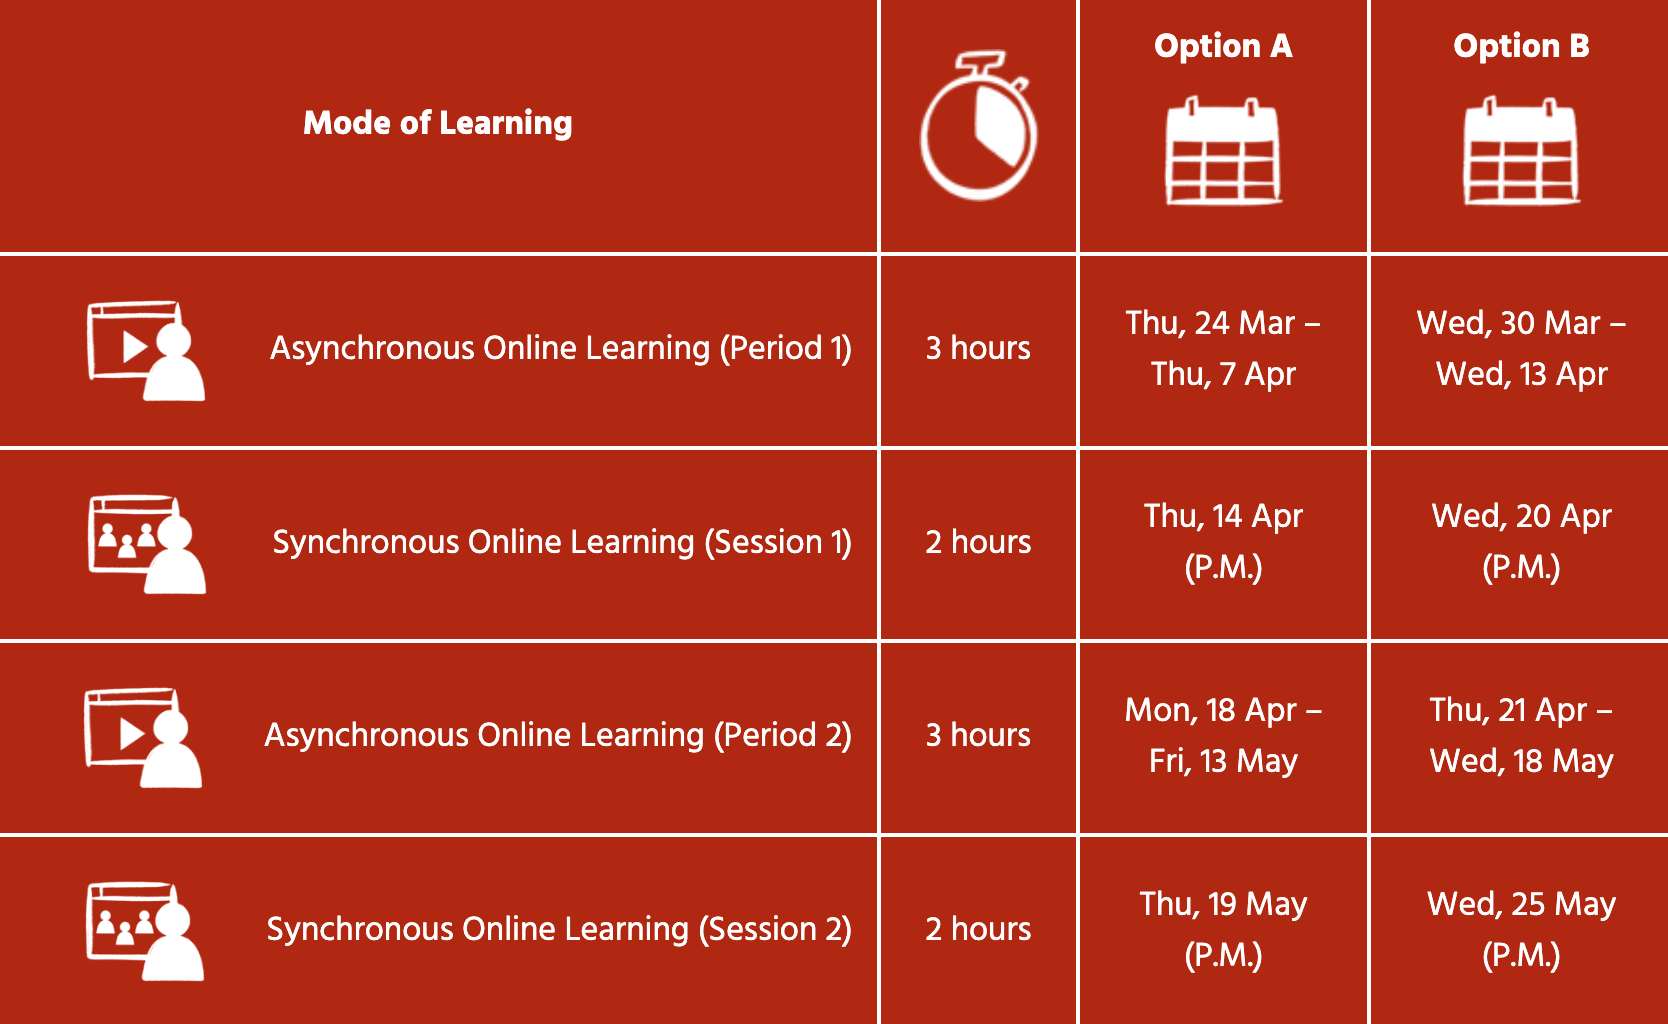 Mode of Learning
Option A
Option B
Asynchronous Online Learning (Period 1)
3 hours
Thu, 24 Mar –
Thu, 7 Apr
Wed, 30 Mar –
Wed, 13 Apr
Synchronous Online Learning (Session 1)
2 hours
Thu, 14 Apr
(P.M.)
Wed, 20 Apr
(P.M.)
Asynchronous Online Learning (Period 2)
3 hours
Mon, 18 Apr –
Fri, 13 May
Thu, 21 Apr –
Wed, 18 May
Synchronous Online Learning (Session 2)
2 hours
Thu, 19 May
(P.M.)
Wed, 25 May
(P.M.)